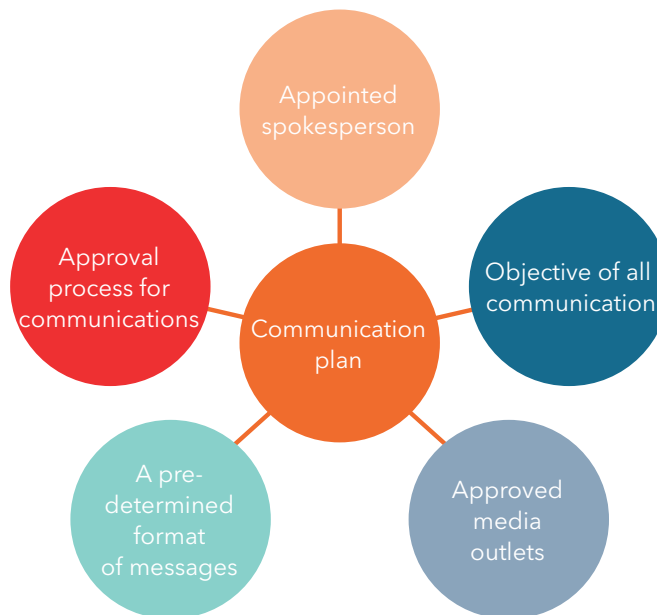 Appointed
spokesperson
Approval
process for
communications
Objective of all
communication
Communication
plan
A pre-
determined
format
of messages
Approved
media
outlets